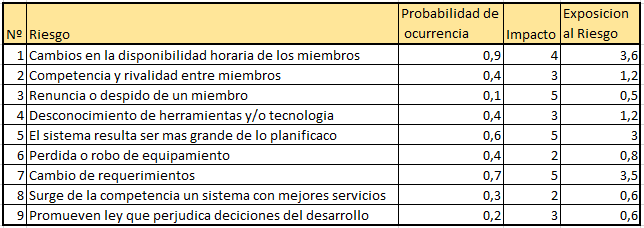 Nº Riesgo Probabilidad de ocurrencia Impacto Exposicion al Riesgo
1 Cambios en la disponibilidad horaria de los miembros 0,9 4 3,6
2 Competencia y rivalidad entre miembros 0,4 3 1,2
3 Renuncia o despido de un miembro 0,1 5 0,5
4 Desconocimiento de herramientas y/o tecnologia 0,4 3 1,2
5 El sistema resulta ser mas grande de lo planificaco 0,6 5 3
6 Perdida o robo de equipamiento 0,4 2 0,8
7 Cambio de requerimientos 0,7 5 3,5
8 Surge de la competencia un sistema con mejores servicios 0,3 2 0,6
9 Promueven ley que perjudica deciciones del desarrollo 0,2 3 0,6